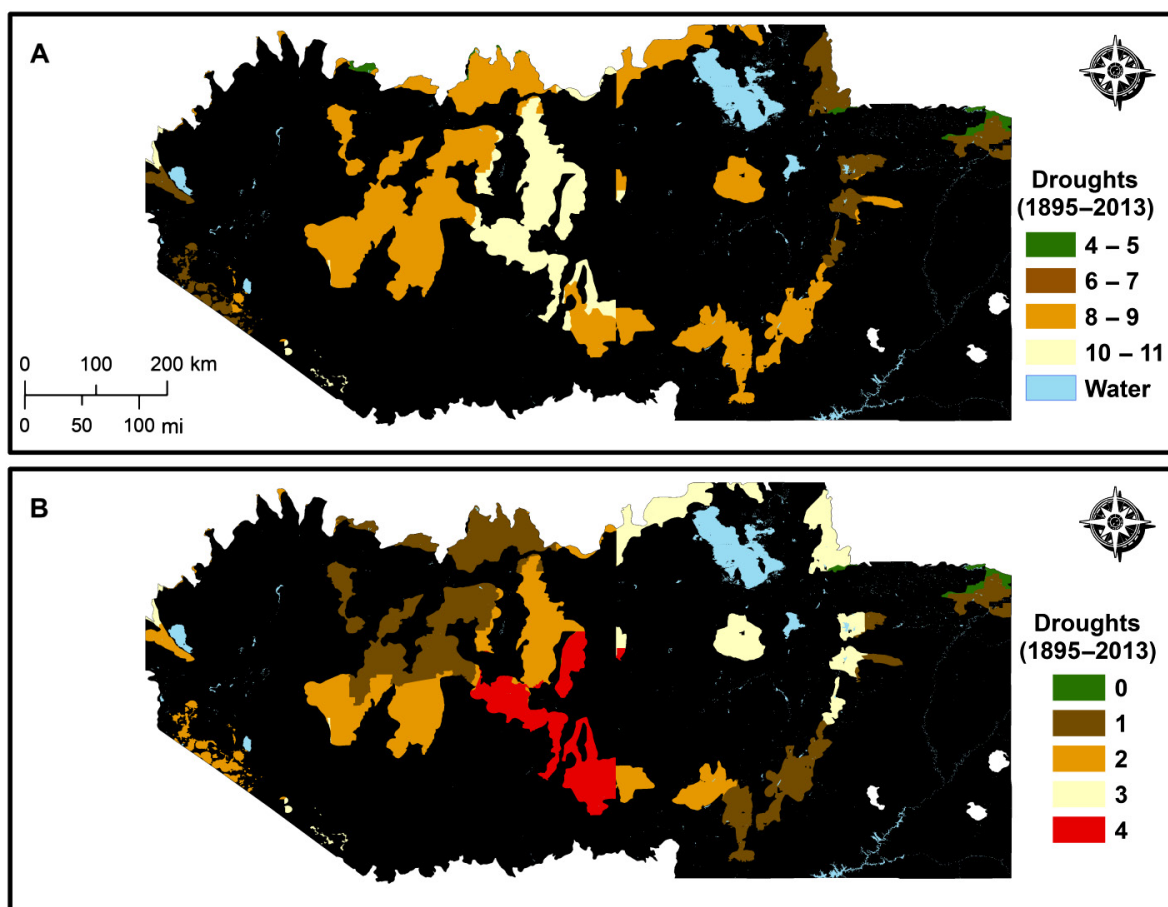 A
Droughts
(1895–2013)
4 – 5
6 – 7
8 – 9
10 – 11
Water
0 100 200 km
0 50 100 mi
B
Droughts
(1895–2013)
0
1
2
3
4